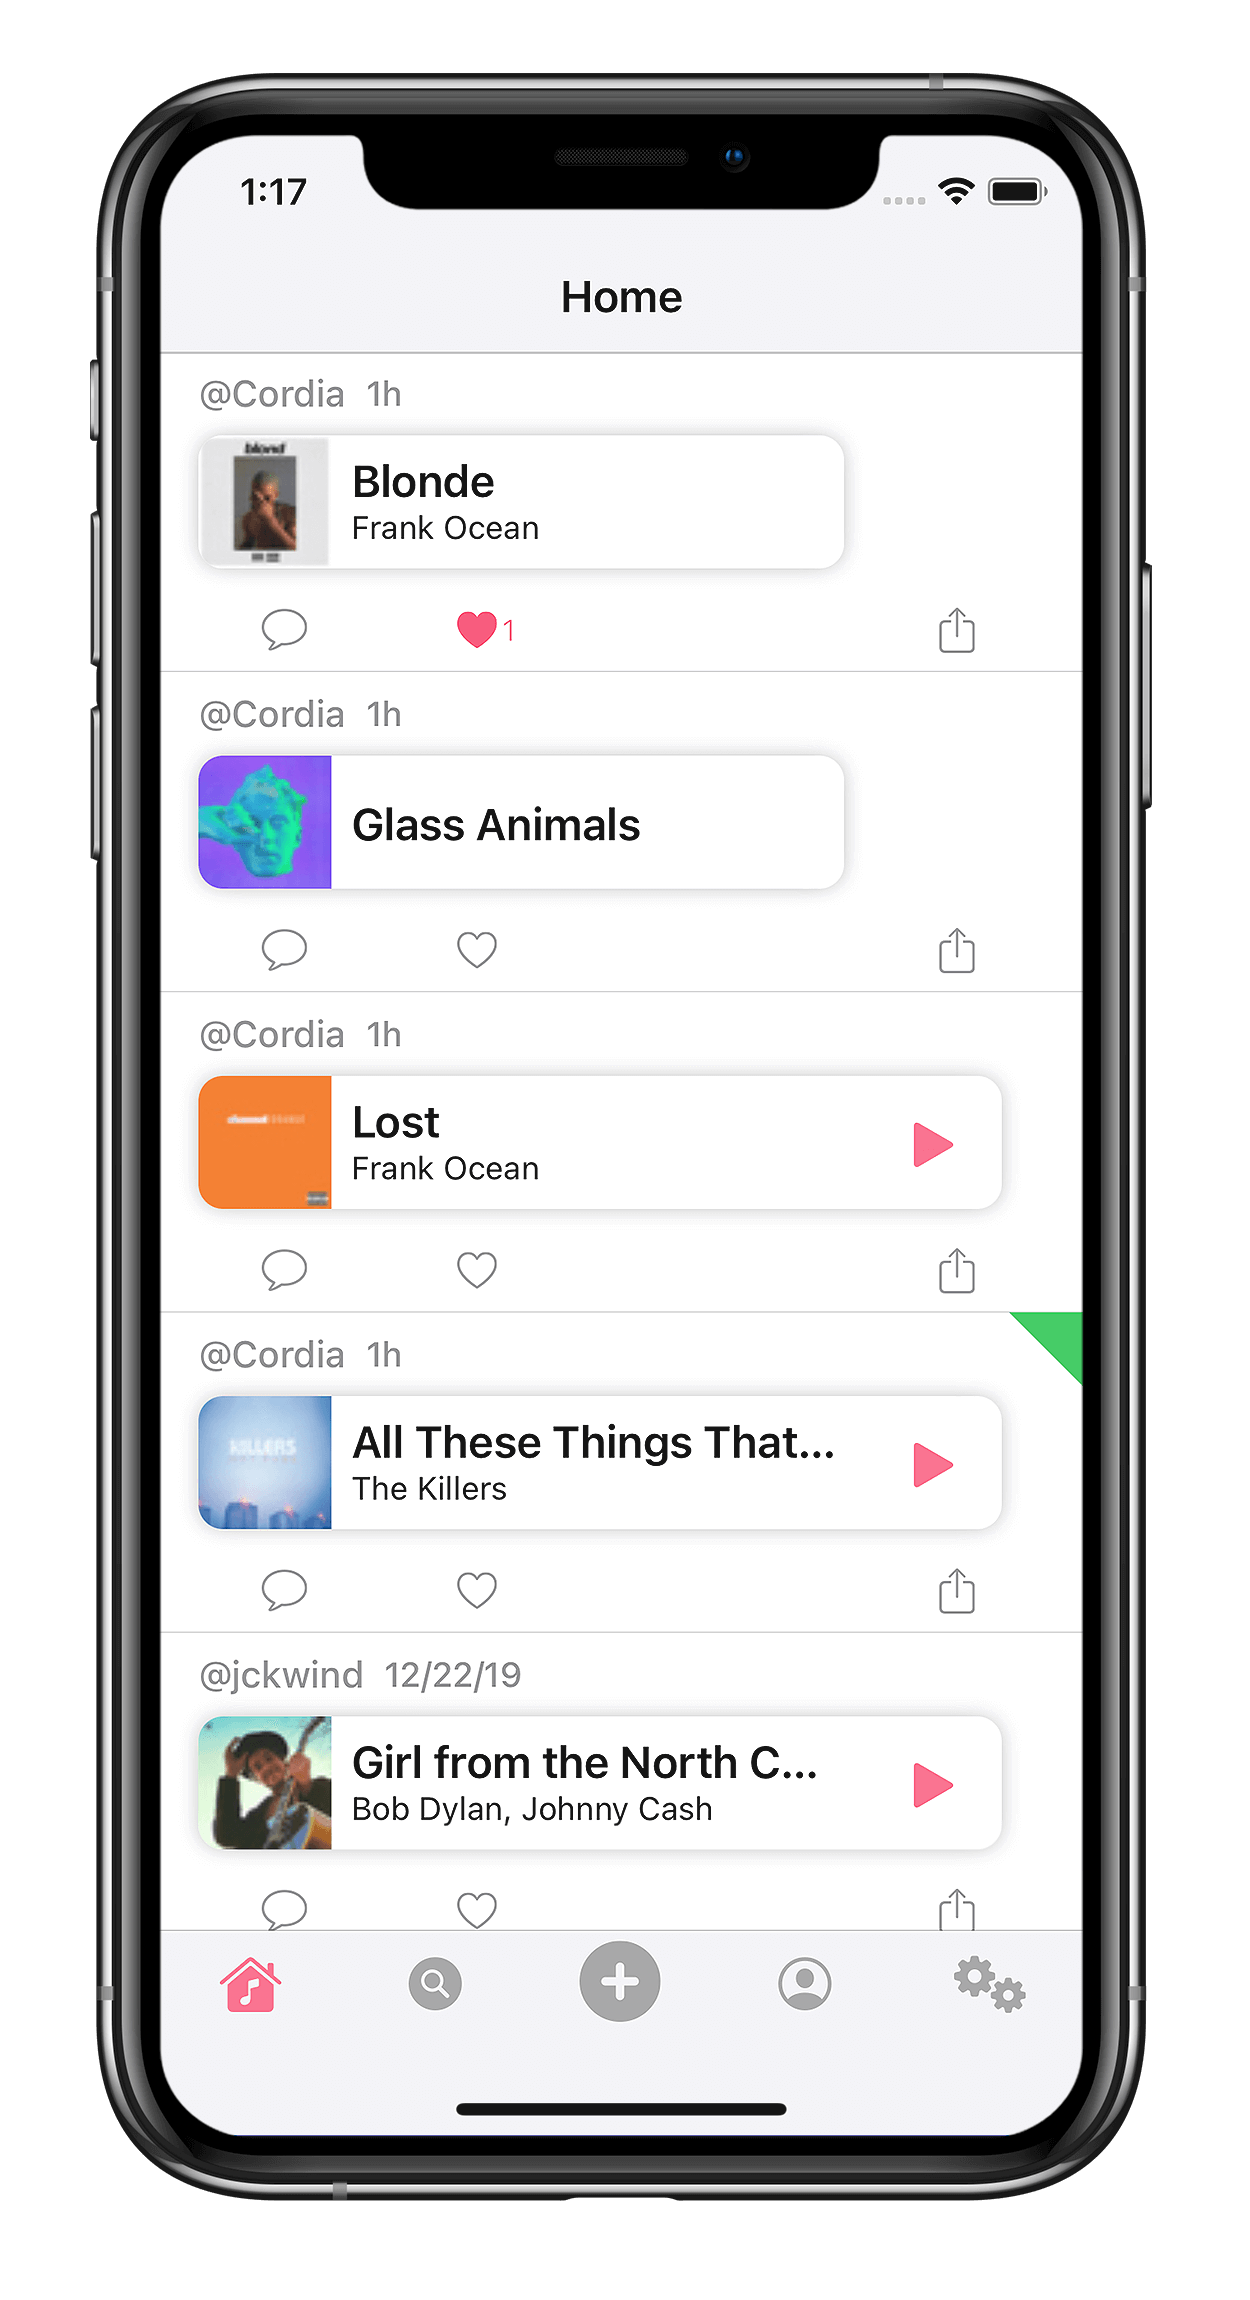 1:17
Home
@Cordia 1h
blond
Blonde
Frank Ocean
1
@Cordia 1h
Glass Animals
@Cordia 1h
channel ORANGE
Lost
Frank Ocean
@Cordia 1h
KILLERS
All These Things That...
The Killers
@jckwind 12/22/19
Girl from the North C...
Bob Dylan, Johnny Cash